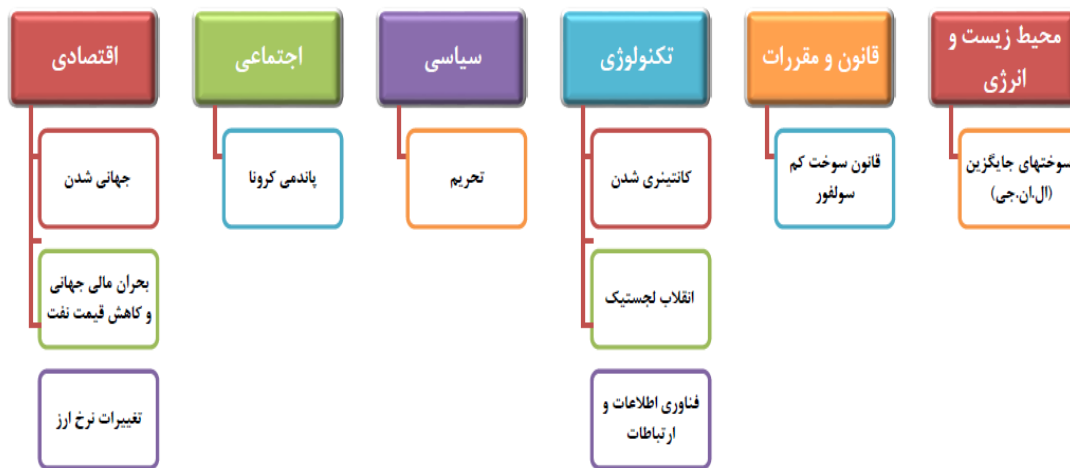 محیط زیست و
انرژی
سوختهای جایگزین
(ال.ان.جی)
قانون و مقررات
قانون سوخت کم
سولفور
تکنولوژی
کانتینری شدن
انقلاب لجستیک
فناوری اطلاعات و
ارتباطات
سیاسی
تحریم
اجتماعی
پاندمی کرونا
اقتصادی
جهانی شدن
بحران مالی جهانی
و کاهش قیمت نفت
تغییرات نرخ ارز